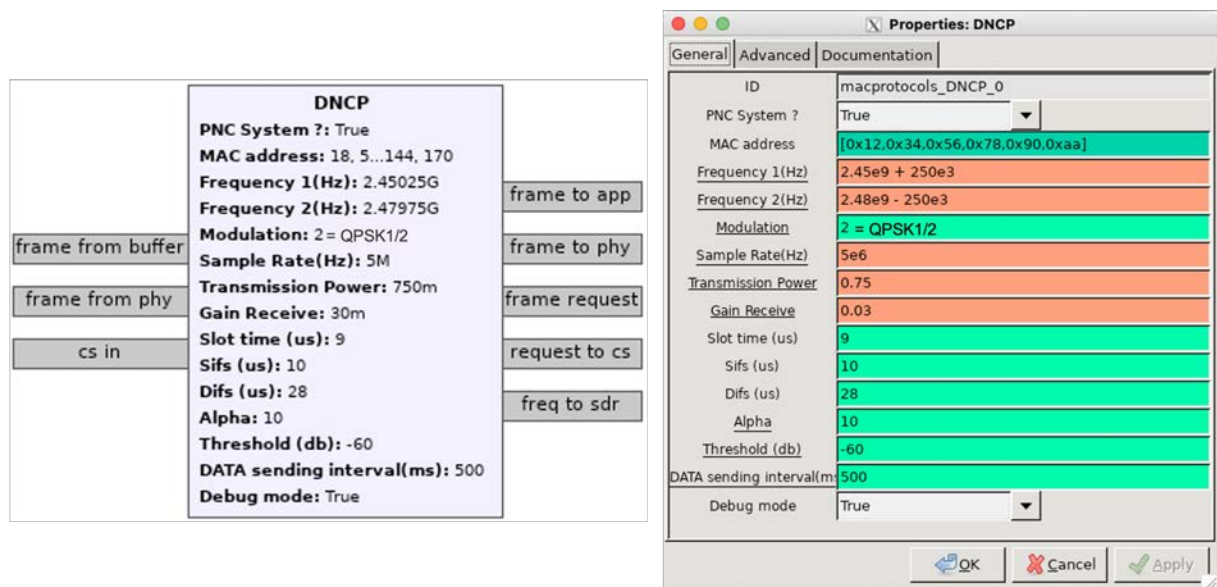 DNCP
PNC System ?: True
MAC address: 18, 5...144, 170
Frequency 1(Hz): 2.45025G
Frequency 2(Hz): 2.47975G
Modulation: 2 = QPSK1/2
Sample Rate(Hz): 5M
Transmission Power: 750m
Gain Receive: 30m
Slot time (us): 9
Sifs (us): 10
Difs (us): 28
Alpha: 10
Threshold (db): -60
DATA sending interval(ms): 500
Debug mode: True
frame from buffer
frame from phy
cs in
frame to app
frame to phy
frame request
request to cs
freq to sdr
X Properties: DNCP
General Advanced Documentation
ID macprotocols_DNCP_0
PNC System ? True
MAC address [0x12,0x34,0x56,0x78,0x90,0xaa]
Frequency 1(Hz) 2.45e9 + 250e3
Frequency 2(Hz) 2.48e9 - 250e3
Modulation 2 = QPSK1/2
Sample Rate(Hz) 5e6
Transmission Power 0.75
Gain Receive 0.03
Slot time (us) 9
Sifs (us) 10
Difs (us) 28
Alpha 10
Threshold (db) -60
DATA sending interval(m 500
Debug mode True
OK Cancel Apply